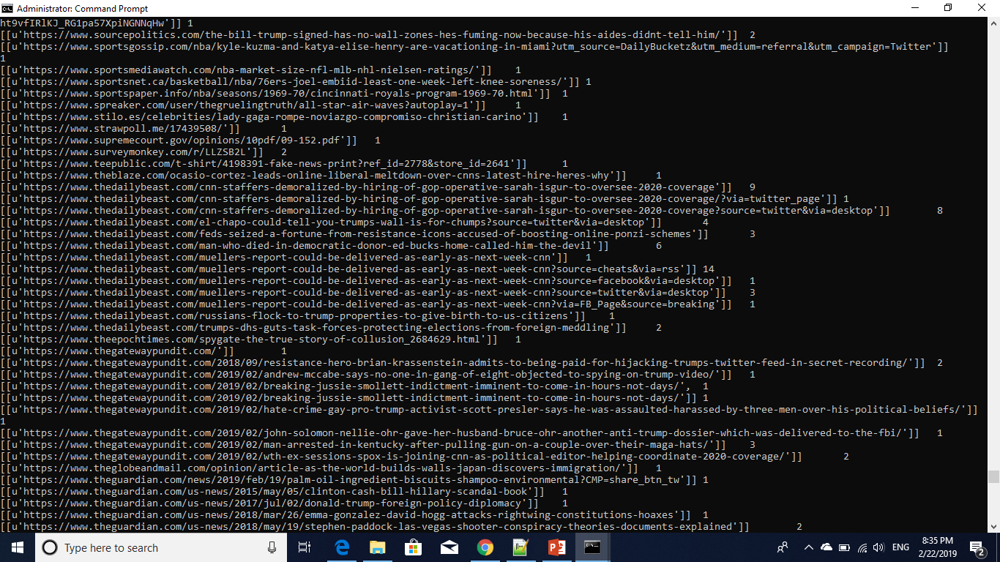 Administrator: Command Prompt
ht9vfIRlKJ_RG1pa57XpiNGNNqHw']] 1
[[u'https://www.sourcepolitics.com/the-bill-trump-signed-has-no-wall-zones-hes-fuming-now-because-his-aides-didnt-tell-him/']] 2
[[u'https://www.sportsgossip.com/nba/kyle-kuzma-and-katya-elise-henry-are-vacationing-in-miami?utm_source=DailyBucketz&utm_medium=referral&utm_campaign=Twitter']]
1
[[u'https://www.sportsmediawatch.com/nba-market-size-nfl-mlb-nhl-nielsen-ratings/']] 1
[[u'https://www.sportsnet.ca/basketball/nba/76ers-joel-embiid-least-one-week-left-knee-soreness/']] 1
[[u'https://www.sportspaper.info/nba/seasons/1969-70/cincinnati-royals-program-1969-70.html']] 1
[[u'https://www.spreaker.com/user/thegruelingtruth/all-star-air-waves?autoplay=1']] 1
[[u'https://www.stilo.es/celebrities/lady-gaga-rompe-noviazgo-compromiso-christian-carino']] 1
[[u'https://www.strawpoll.me/17439508/']] 1
[[u'https://www.supremecourt.gov/opinions/10pdf/09-152.pdf']] 1
[[u'https://www.surveymonkey.com/r/LLZSB2L']] 2
[[u'https://www.teepublic.com/t-shirt/4198391-fake-news-print?ref_id=2778&store_id=2641']] 1
[[u'https://www.theblaze.com/ocasio-cortez-leads-online-liberal-meltdown-over-cnns-latest-hire-heres-why']] 1
[[u'https://www.thedailybeast.com/cnn-staffers-demoralized-by-hiring-of-gop-operative-sarah-isgur-to-oversee-2020-coverage']] 9
[[u'https://www.thedailybeast.com/cnn-staffers-demoralized-by-hiring-of-gop-operative-sarah-isgur-to-oversee-2020-coverage/?via=twitter_page']] 1
[[u'https://www.thedailybeast.com/cnn-staffers-demoralized-by-hiring-of-gop-operative-sarah-isgur-to-oversee-2020-coverage?source=twitter&via=desktop']] 8
[[u'https://www.thedailybeast.com/el-chapo-could-tell-you-trumps-wall-is-for-chumps?source=twitter&via=desktop']] 4
[[u'https://www.thedailybeast.com/feds-seized-a-fortune-from-resistance-icons-accused-of-boosting-online-ponzi-schemes']] 3
[[u'https://www.thedailybeast.com/man-who-died-in-democratic-donor-ed-bucks-home-called-him-the-devil']] 6
[[u'https://www.thedailybeast.com/muellers-report-could-be-delivered-as-early-as-next-week-cnn']] 1
[[u'https://www.thedailybeast.com/muellers-report-could-be-delivered-as-early-as-next-week-cnn?source=cheats&via=rss']] 14
[[u'https://www.thedailybeast.com/muellers-report-could-be-delivered-as-early-as-next-week-cnn?source=facebook&via=desktop']] 1
[[u'https://www.thedailybeast.com/muellers-report-could-be-delivered-as-early-as-next-week-cnn?source=twitter&via=desktop']] 3
[[u'https://www.thedailybeast.com/muellers-report-could-be-delivered-as-early-as-next-week-cnn?via=FB_Page&source=breaking']] 1
[[u'https://www.thedailybeast.com/russians-flock-to-trump-properties-to-give-birth-to-us-citizens']] 1
[[u'https://www.thedailybeast.com/trumps-dhs-guts-task-forces-protecting-elections-from-foreign-meddling']] 2
[[u'https://www.theepochtimes.com/spygate-the-true-story-of-collusion_2684629.html']] 1
[[u'https://www.thegatewaypundit.com/']] 1
[[u'https://www.thegatewaypundit.com/2018/09/resistance-hero-brian-krassenstein-admits-to-being-paid-for-hijacking-trumps-twitter-feed-in-secret-recording/']] 2
[[u'https://www.thegatewaypundit.com/2019/02/andrew-mccabe-says-no-one-in-gang-of-eight-objected-to-spying-on-trump-video/']] 1
[[u'https://www.thegatewaypundit.com/2019/02/breaking-jussie-smollett-indictment-imminent-to-come-in-hours-not-days/', 1
[[u'https://www.thegatewaypundit.com/2019/02/breaking-jussie-smollett-indictment-imminent-to-come-in-hours-not-days/']] 1
[[u'https://www.thegatewaypundit.com/2019/02/hate-crime-gay-pro-trump-activist-scott-presler-says-he-was-assaulted-harassed-by-three-men-over-his-political-beliefs/']]
1
[[u'https://www.thegatewaypundit.com/2019/02/john-solomon-nellie-ohr-gave-her-husband-bruce-ohr-another-anti-trump-dossier-which-was-delivered-to-the-fbi/']] 1
[[u'https://www.thegatewaypundit.com/2019/02/man-arrested-in-kentucky-after-pulling-gun-on-a-couple-over-their-maga-hats/']] 3
[[u'https://www.thegatewaypundit.com/2019/02/wth-ex-sessions-spox-is-joining-cnn-as-political-editor-helping-coordinate-2020-coverage/']] 2
[[u'https://www.theglobeandmail.com/opinion/article-as-the-world-builds-walls-japan-discovers-immigration/']] 1
[[u'https://www.theguardian.com/news/2019/feb/19/palm-oil-ingredient-biscuits-shampoo-environmental?CMP=share_btn_tw']] 1
[[u'https://www.theguardian.com/us-news/2015/may/05/clinton-cash-bill-hillary-scandal-book']] 1
[[u'https://www.theguardian.com/us-news/2017/jul/02/donald-trump-foreign-policy-diplomacy']] 1
[[u'https://www.theguardian.com/us-news/2018/mar/26/emma-gonzalez-david-hogg-attacks-rightwing-constitutions-hoaxes']] 1
[[u'https://www.theguardian.com/us-news/2018/may/19/stephen-paddock-las-vegas-shooter-conspiracy-theories-documents-explained']] 2
Type here to search
ENG
8:35 PM
2/22/2019
2